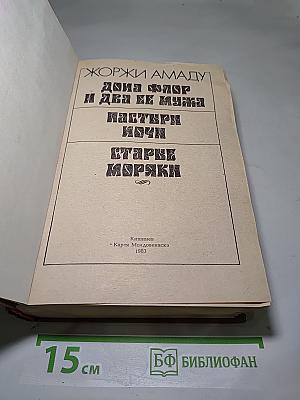 ЖОРЖИ АМАДУ
ДОНА ФЛОР
И ДВА ЕЕ МУЖА
ПАСТЫРИ
НОЧИ
СТАРЫЕ
МОРЯКИ
Кишинев
Картя Молдовеняскэ
1983
15 см
БФ БИБЛИОФАН